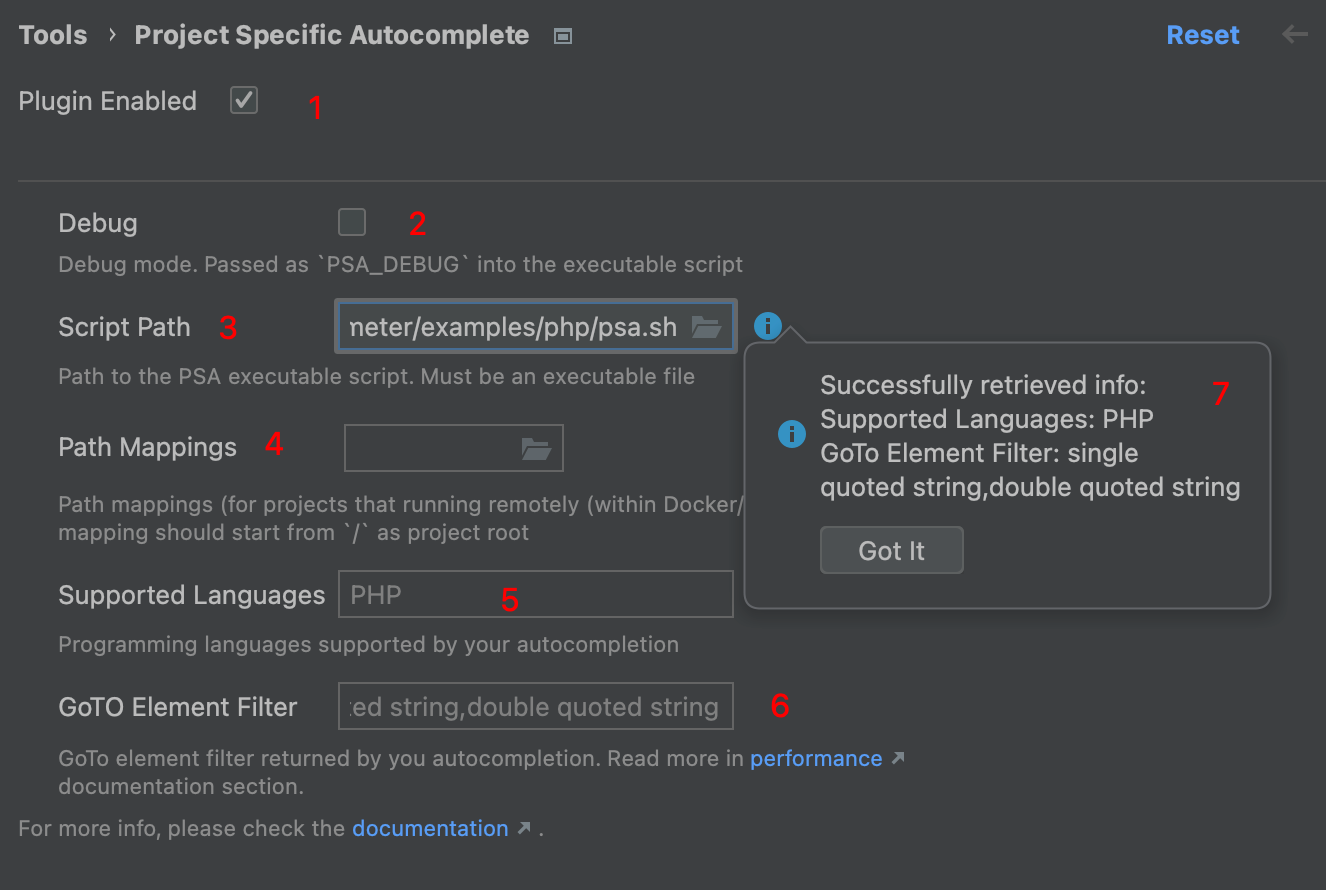 Tools › Project Specific Autocomplete Reset
Plugin Enabled 1
Debug 2
Debug mode. Passed as `PSA_DEBUG` into the executable script
Script Path 3 meter/examples/php/psa.sh
Path to the PSA executable script. Must be an executable file
Successfully retrieved info: 7
Supported Languages: PHP
GoTo Element Filter: single
quoted string,double quoted string
Got It
Path Mappings 4
Path mappings (for projects that running remotely (within Docker/
mapping should start from `/` as project root
Supported Languages PHP 5
Programming languages supported by your autocompletion
GoTO Element Filter ed string,double quoted string 6
GoTo element filter returned by you autocompletion. Read more in performance ↗
documentation section.
For more info, please check the documentation ↗ .